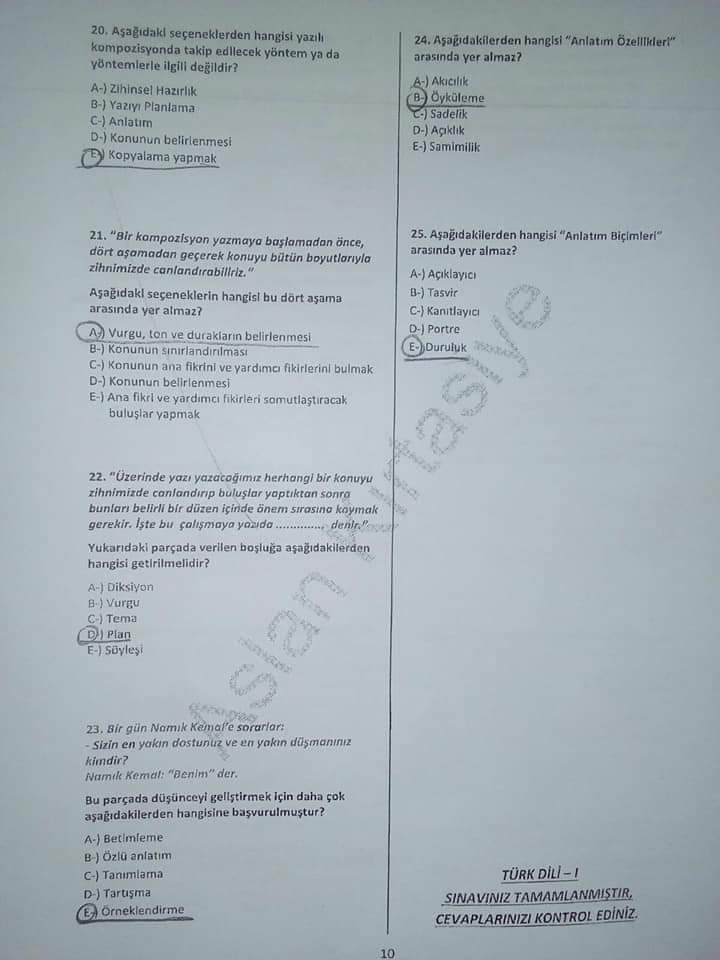 20. Aşağıdaki seçeneklerden hangisi yazılı
kompozisyonda takip edilecek yöntem ya da
yöntemlerle ilgili değildir?
A-) Zihinsel Hazırlık
B-) Yazıyı Planlama
C-) Anlatım
D-) Konunun belirlenmesi
E-) Kopyalama yapmak
21. "Bir kompozisyon yazmaya başlamadan önce,
dört aşamadan geçerek konuyu bütün boyutlarıyla
zihnimizde canlandırabiliriz."
Aşağıdaki seçeneklerin hangisi bu dört aşama
arasında yer almaz?
A-) Vurgu, ton ve durakların belirlenmesi
B-) Konunun sınırlandırılması
C-) Konunun ana fikrini ve yardımcı fikirlerini bulmak
D-) Konunun belirlenmesi
E-) Ana fikri ve yardımcı fikirleri somutlaştıracak
buluşlar yapmak
22. "Üzerinde yazı yazacağımız herhangi bir konuyu
zihnimizde canlandırıp buluşlar yaptıktan sonra
bunları belirli bir düzen içinde önem sırasına koymak
gerekir. İşte bu çalışmaya yazıda ............., denir."
Yukarıdaki parçada verilen boşluğa aşağıdakilerden
hangisi getirilmelidir?
A-) Diksiyon
B-) Vurgu
C-) Tema
D-) Plan
E-) Söyleşi
23. Bir gün Namık Kemal'e sorarlar:
- Sizin en yakın dostunuz ve en yakın düşmanınız
kimdir?
Namık Kemal: "Benim" der.
Bu parçada düşünceyi geliştirmek için daha çok
aşağıdakilerden hangisine başvurulmuştur?
A-) Betimleme
B-) Özlü anlatım
C-) Tanımlama
D-) Tartışma
E-) Örneklendirme
24. Aşağıdakilerden hangisi "Anlatım Özellikleri"
arasında yer almaz?
A-) Akıcılık
B-) Öyküleme
C-) Sadelik
D-) Açıklık
E-) Samimilik
25. Aşağıdakilerden hangisi "Anlatım Biçimleri"
arasında yer almaz?
A-) Açıklayıcı
B-) Tasvir
C-) Kanıtlayıcı
D-) Portre
E-) Duruluk
TÜRK DİLİ – I
SINAVINIZ TAMAMLANMIŞTIR,
CEVAPLARINIZI KONTROL EDİNİZ.
10
Aslan Kırtasiye